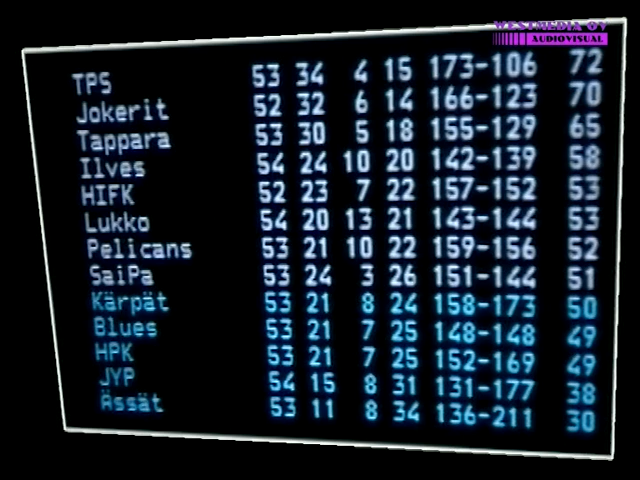 WESTMEDIA OY
AUDIOVISUAL
TPS 53 34 4 15 173-106 72
Jokerit 52 32 6 14 166-123 70
Tappara 53 30 5 18 155-129 65
Ilves 54 24 10 20 142-139 58
HIFK 52 23 7 22 157-152 53
Lukko 54 20 13 21 143-144 53
Pelicans 53 21 10 22 159-156 52
SaiPa 53 24 3 26 151-144 51
Kärpät 53 21 8 24 158-173 50
Blues 53 21 7 25 148-148 49
HPK 53 21 7 25 152-169 49
JYP 54 15 8 31 131-177 38
Ässät 53 11 8 34 136-211 30